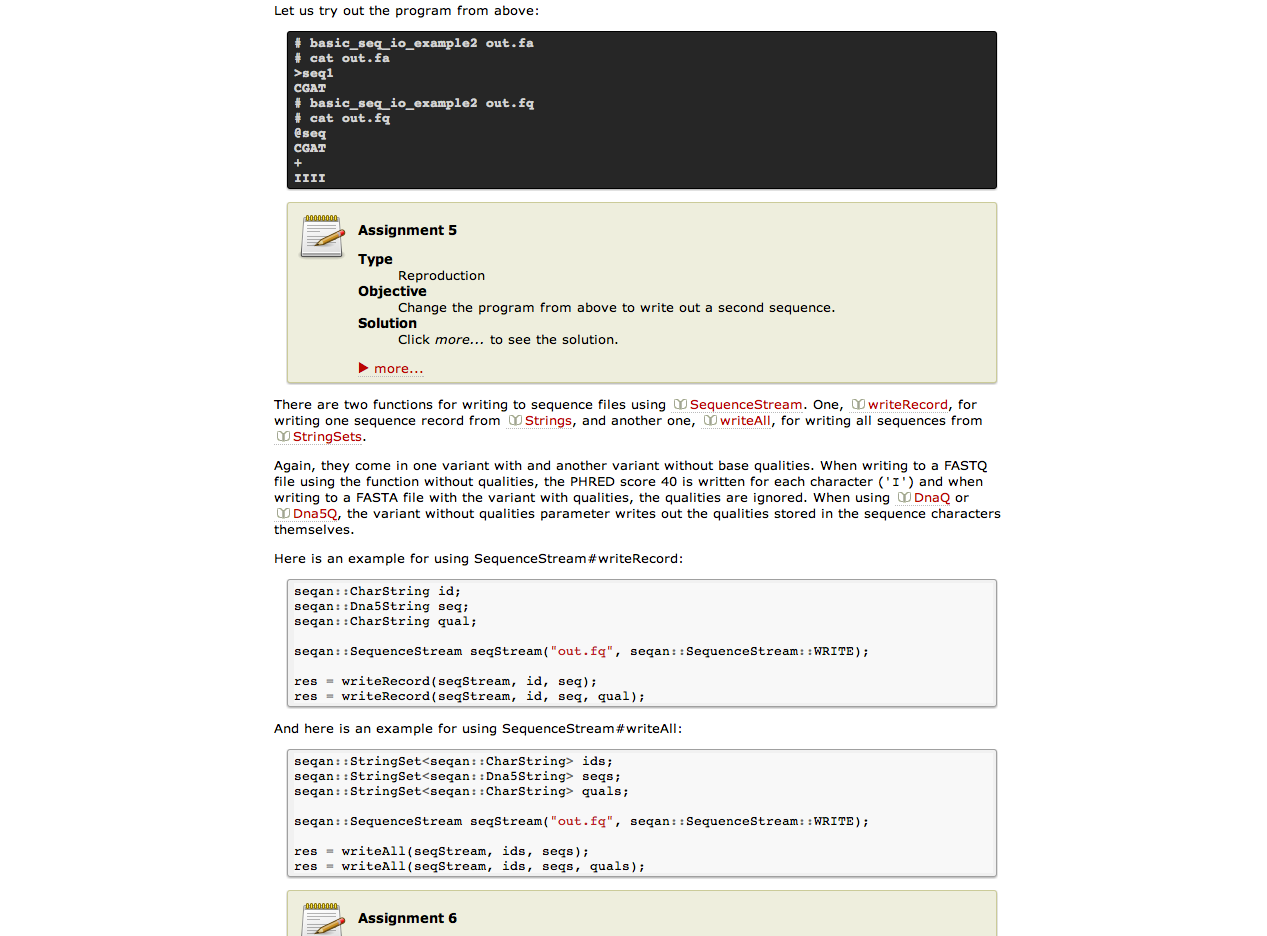 Let us try out the program from above:
# basic_seq_io_example2 out.fa
# cat out.fa
>seq1
CGAT
# basic_seq_io_example2 out.fq
# cat out.fq
@seq
CGAT
+
IIII
Assignment 5
Type
Reproduction
Objective
Change the program from above to write out a second sequence.
Solution
Click more... to see the solution.
more...
There are two functions for writing to sequence files using SequenceStream. One, writeRecord, for
writing one sequence record from Strings, and another one, writeAll, for writing all sequences from
StringSets.
Again, they come in one variant with and another variant without base qualities. When writing to a FASTQ
file using the function without qualities, the PHRED score 40 is written for each character ('I') and when
writing to a FASTA file with the variant with qualities, the qualities are ignored. When using DnaQ or
Dna5Q, the variant without qualities parameter writes out the qualities stored in the sequence characters
themselves.
Here is an example for using SequenceStream#writeRecord:
seqan::CharString id;
seqan::Dna5String seq;
seqan::CharString qual;
seqan::SequenceStream seqStream("out.fq", seqan::SequenceStream::WRITE);
res = writeRecord(seqStream, id, seq);
res = writeRecord(seqStream, id, seq, qual);
And here is an example for using SequenceStream#writeAll:
seqan::StringSet<seqan::CharString> ids;
seqan::StringSet<seqan::Dna5String> seqs;
seqan::StringSet<seqan::CharString> quals;
seqan::SequenceStream seqStream("out.fq", seqan::SequenceStream::WRITE);
res = writeAll(seqStream, ids, seqs);
res = writeAll(seqStream, ids, seqs, quals);
Assignment 6